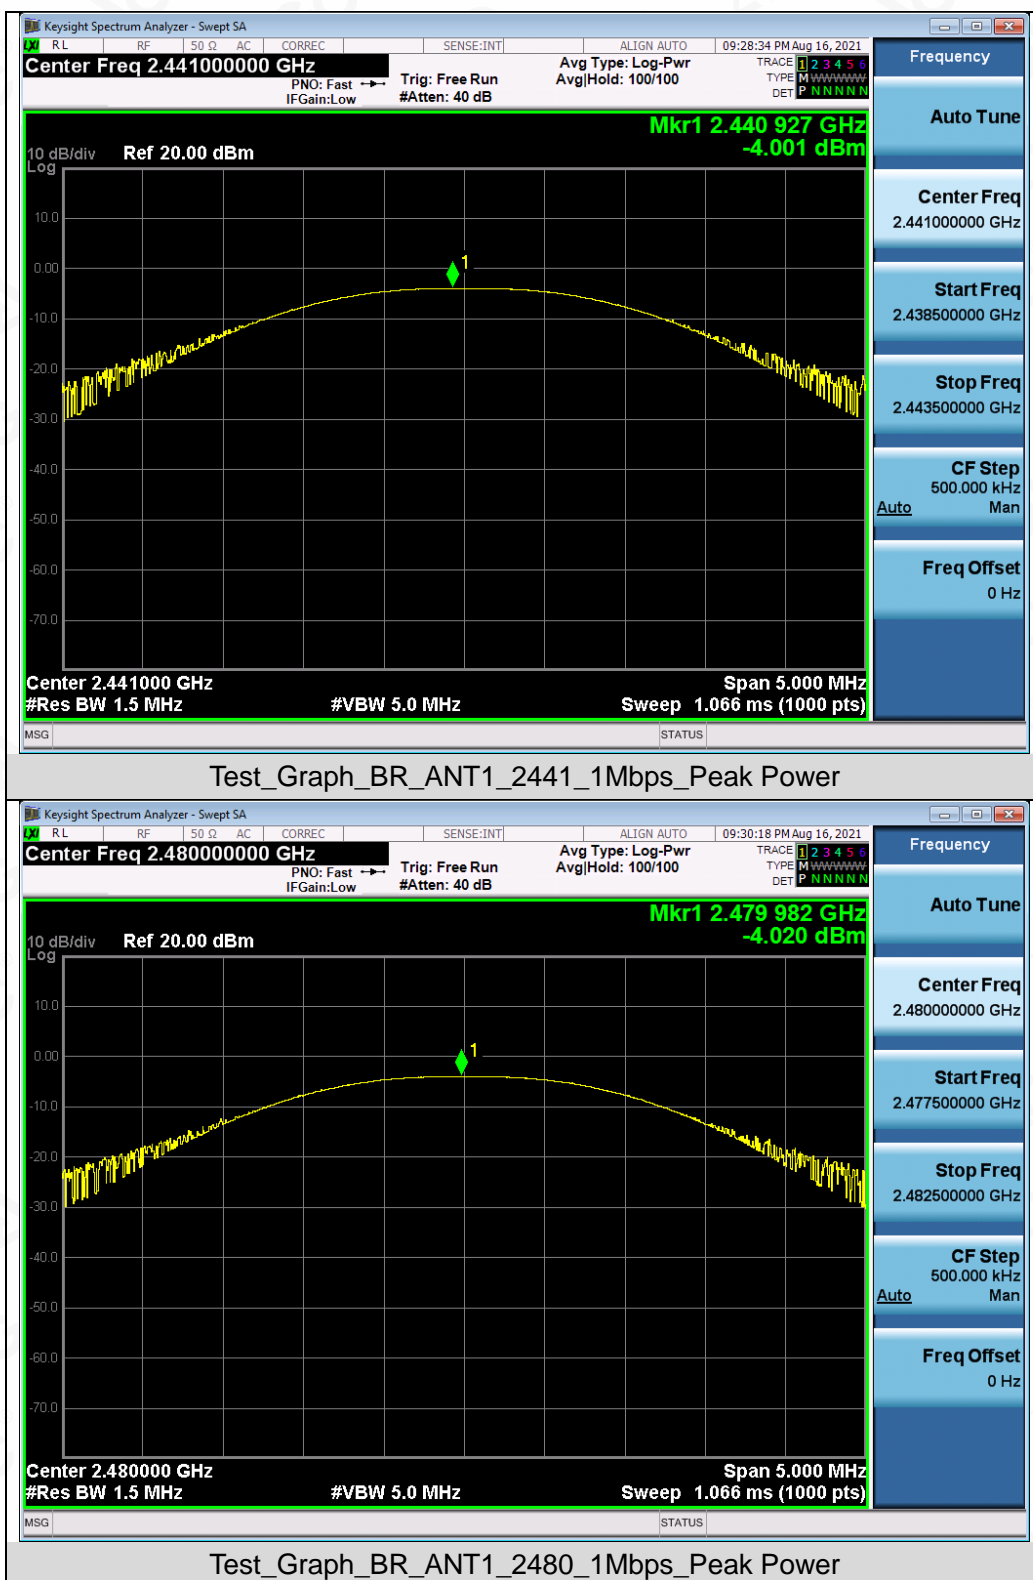 Keysight Spectrum Analyzer - Swept SA
LXI RL RF 50 Ω AC CORREC SENSE:INT ALIGN AUTO 09:28:34 PM Aug 16, 2021
Center Freq 2.441000000 GHz Avg Type: Log-Pwr TRACE 1 2 3 4 5 6
PNO: Fast Trig: Free Run Avg|Hold: 100/100 TYPE M WWWWW
IFGain:Low #Atten: 40 dB DET P N N N N N
Frequency
Mkr1 2.440 927 GHz
-4.001 dBm
10 dB/div Ref 20.00 dBm
Log
10.0
0.00
-10.0
-20.0
-30.0
-40.0
-50.0
-60.0
-70.0
1
Center 2.441000 GHz Span 5.000 MHz
#Res BW 1.5 MHz #VBW 5.0 MHz Sweep 1.066 ms (1000 pts)
MSG STATUS
Auto Tune
Center Freq
2.441000000 GHz
Start Freq
2.438500000 GHz
Stop Freq
2.443500000 GHz
CF Step
500.000 kHz
Auto Man
Freq Offset
0 Hz
Test_Graph_BR_ANT1_2441_1Mbps_Peak Power
Keysight Spectrum Analyzer - Swept SA
LXI RL RF 50 Ω AC CORREC SENSE:INT ALIGN AUTO 09:30:18 PM Aug 16, 2021
Center Freq 2.480000000 GHz Avg Type: Log-Pwr TRACE 1 2 3 4 5 6
PNO: Fast Trig: Free Run Avg|Hold: 100/100 TYPE M WWWWW
IFGain:Low #Atten: 40 dB DET P N N N N N
Frequency
Mkr1 2.479 982 GHz
-4.020 dBm
10 dB/div Ref 20.00 dBm
Log
10.0
0.00
-10.0
-20.0
-30.0
-40.0
-50.0
-60.0
-70.0
1
Center 2.480000 GHz Span 5.000 MHz
#Res BW 1.5 MHz #VBW 5.0 MHz Sweep 1.066 ms (1000 pts)
MSG STATUS
Auto Tune
Center Freq
2.480000000 GHz
Start Freq
2.477500000 GHz
Stop Freq
2.482500000 GHz
CF Step
500.000 kHz
Auto Man
Freq Offset
0 Hz
Test_Graph_BR_ANT1_2480_1Mbps_Peak Power